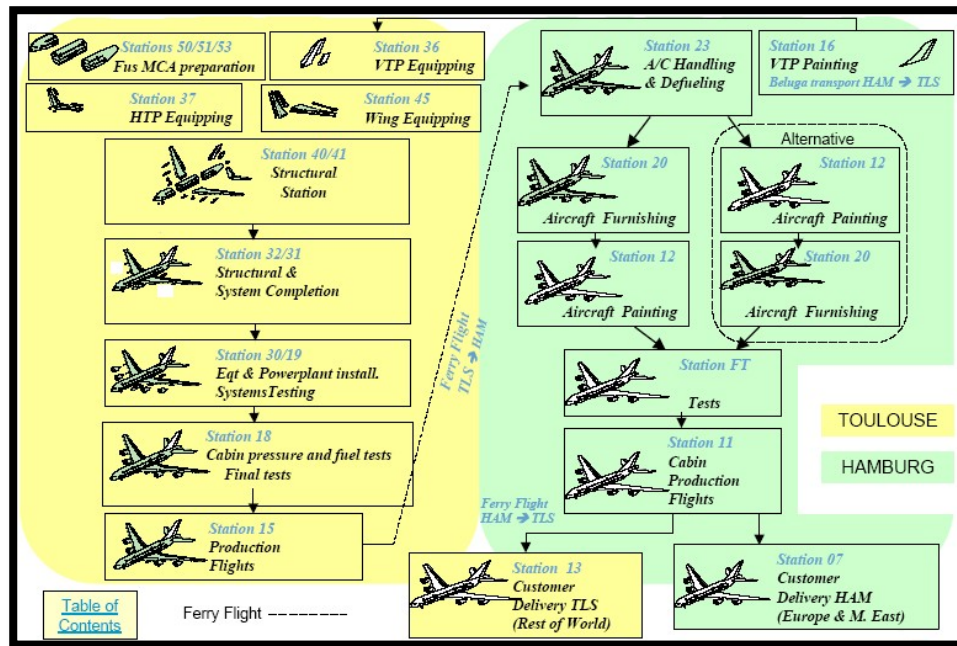 Stations 50/51/53
Fus MCA preparation
Station 36
VTP Equipping
Station 37
HTP Equipping
Station 45
Wing Equipping
Station 40/41
Structural
Station
Station 32/31
Structural &
System Completion
Station 30/19
Eqt & Powerplant install.
SystemsTesting
Station 18
Cabin pressure and fuel tests
Final tests
Station 15
Production
Flights
Ferry Flight
TLS → HAM
Station 23
A/C Handling
& Defueling
Station 16
VTP Painting
Beluga transport HAM → TLS
Alternative
Station 20
Aircraft Furnishing
Station 12
Aircraft Painting
Station 12
Aircraft Painting
Station 20
Aircraft Furnishing
Station FT
Tests
Station 11
Cabin
Production
Flights
TOULOUSE
HAMBURG
Ferry Flight
HAM → TLS
Station 13
Customer
Delivery TLS
(Rest of World)
Station 07
Customer
Delivery HAM
(Europe & M. East)
Table of
Contents
Ferry Flight